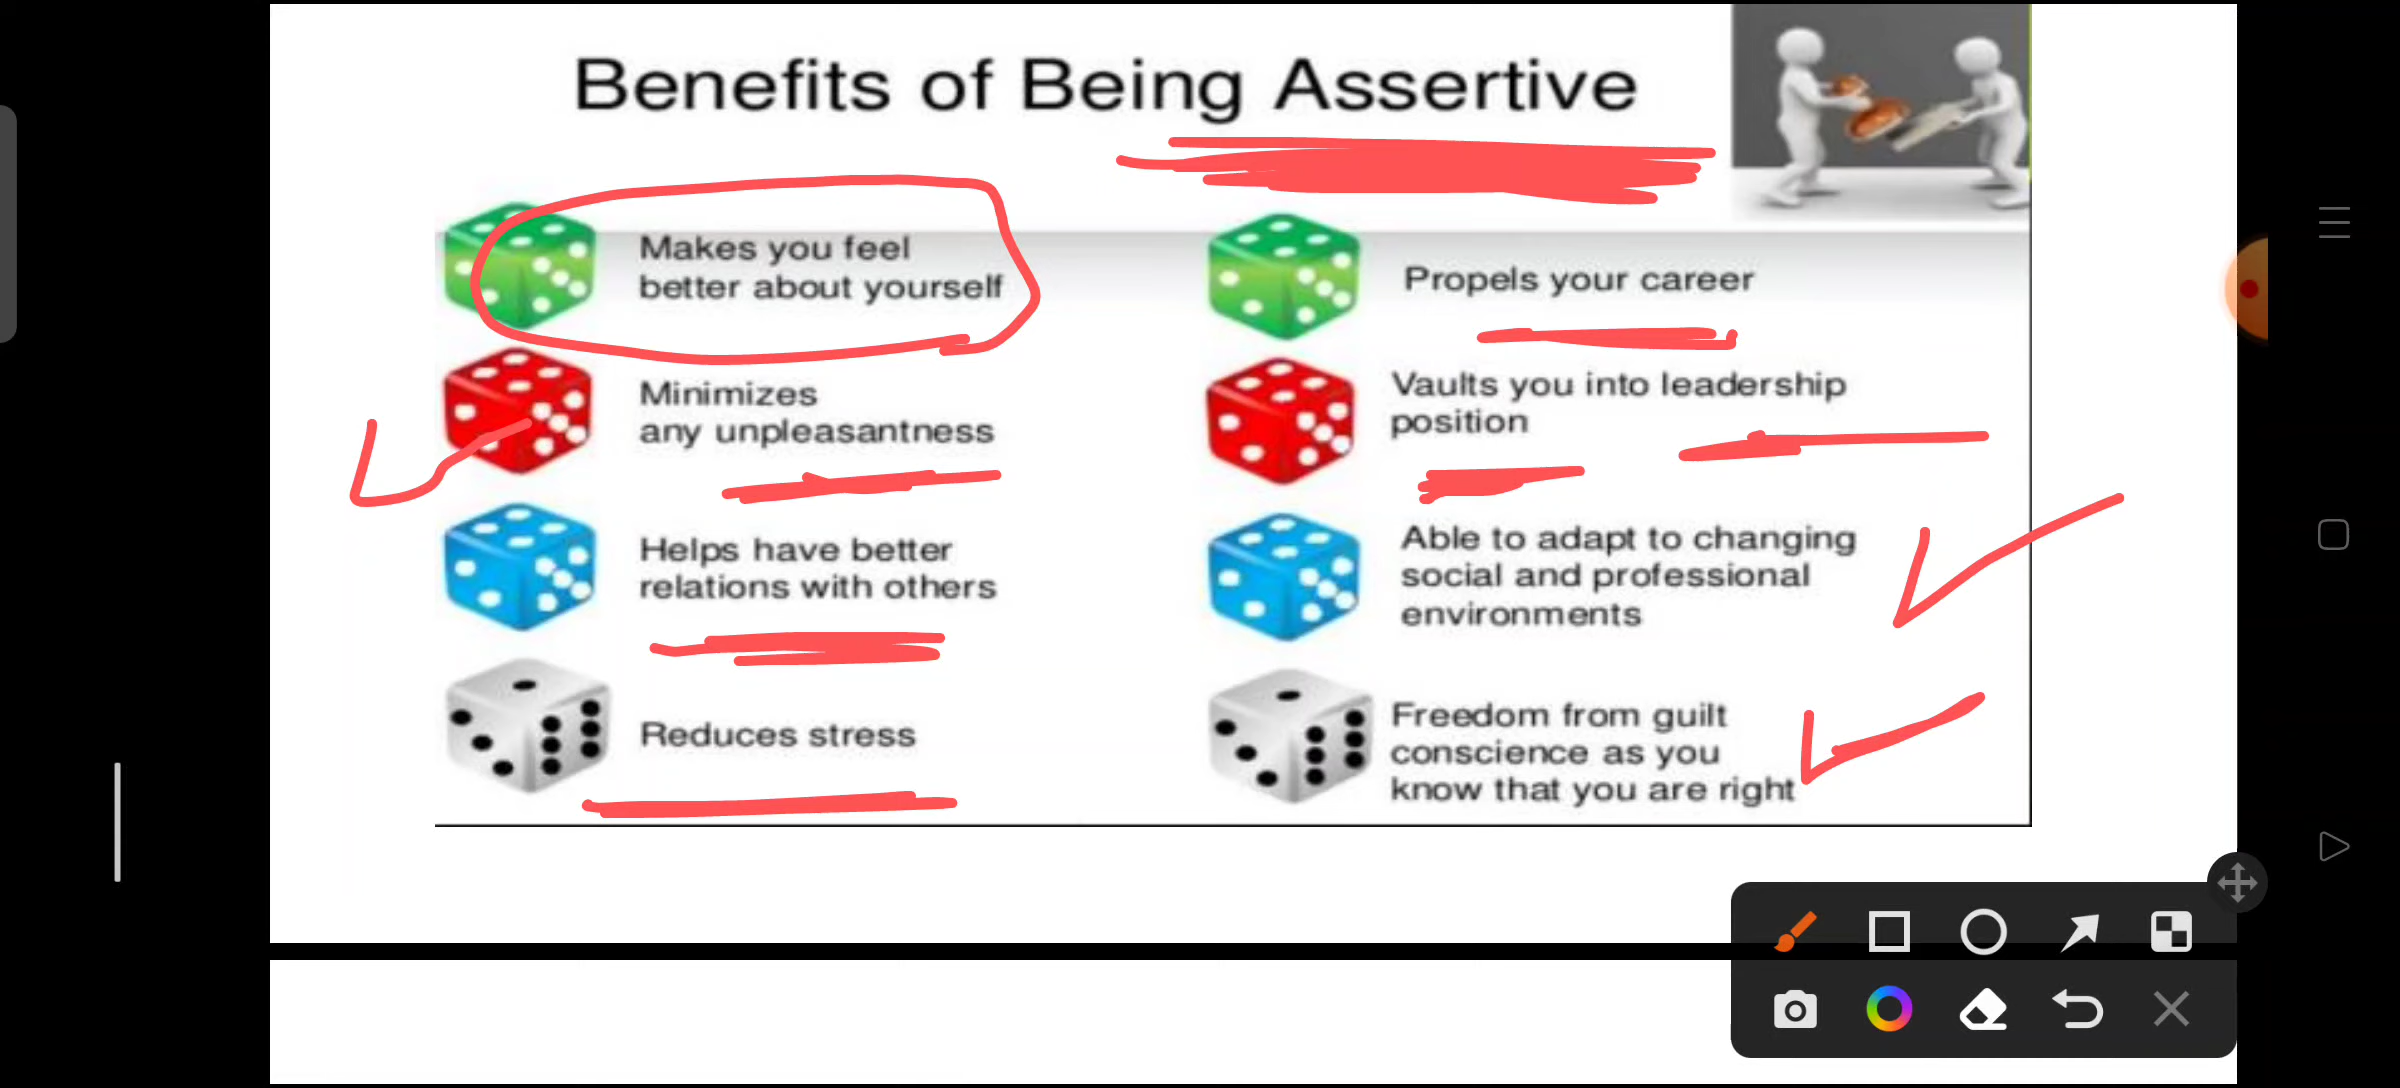 Benefits of Being Assertive
Makes you feel
better about yourself
Minimizes
any unpleasantness
Helps have better
relations with others
Reduces stress
Propels your career
Vaults you into leadership
position
Able to adapt to changing
social and professional
environments
Freedom from guilt
conscience as you
know that you are right